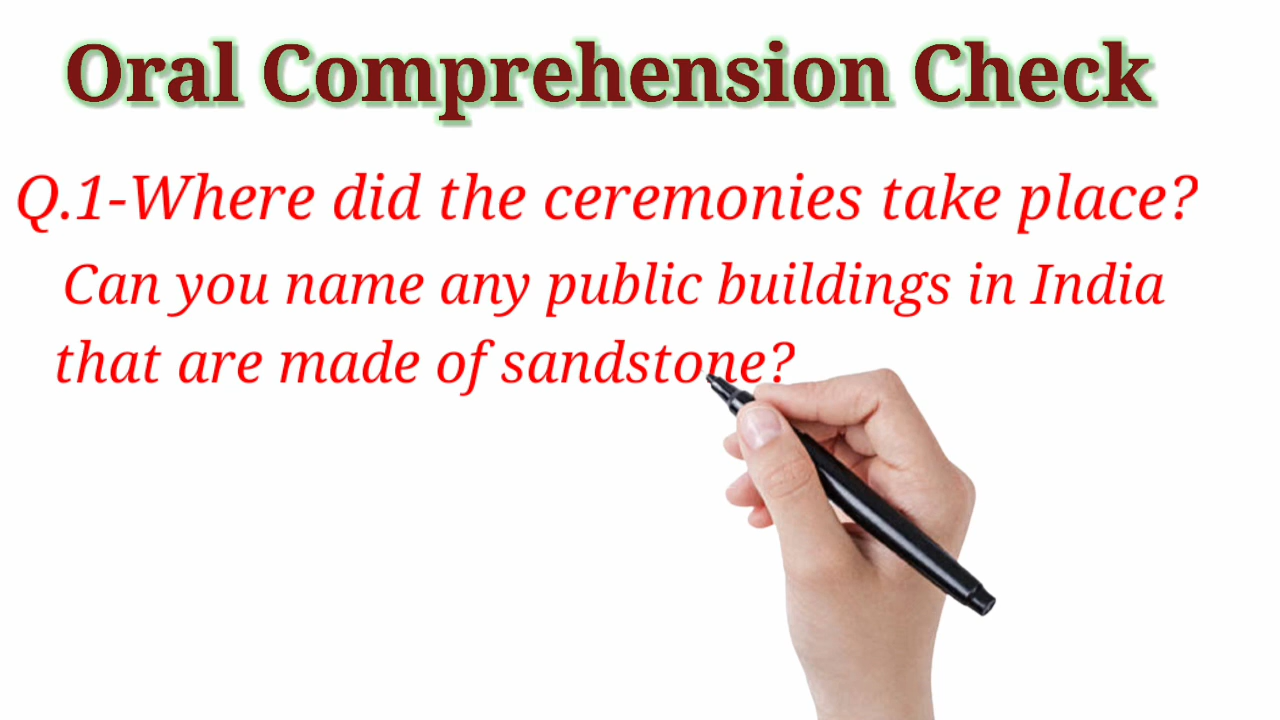 Oral Comprehension Check
Q.1-Where did the ceremonies take place?
Can you name any public buildings in India
that are made of sandstone?